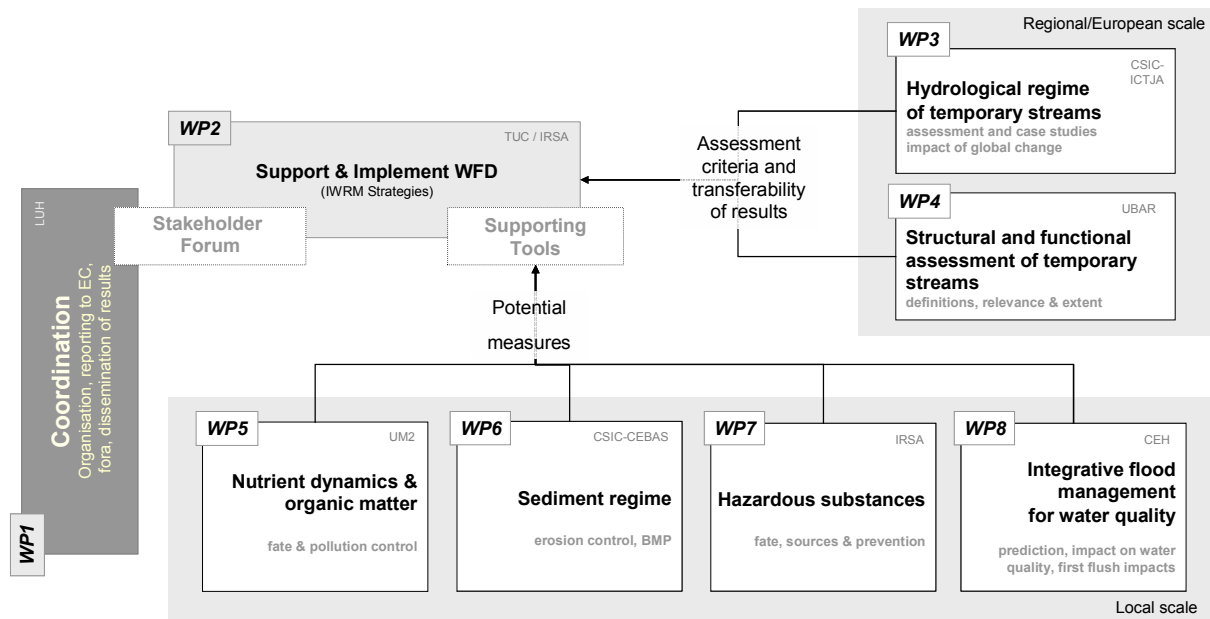 Regional/European scale
WP3
CSIC-
ICTJA
Hydrological regime
of temporary streams
assessment and case studies
impact of global change
WP4
UBAR
Structural and functional
assessment of temporary
streams
definitions, relevance & extent
Assessment
criteria and
transferability
of results
WP2
TUC / IRSA
Support & Implement WFD
(IWRM Strategies)
Stakeholder
Forum
Supporting
Tools
LUH
Coordination
Organisation, reporting to EC,
fora, dissemination of results
WP1
Potential
measures
WP5
UM2
Nutrient dynamics &
organic matter
fate & pollution control
WP6
CSIC-CEBAS
Sediment regime
erosion control, BMP
WP7
IRSA
Hazardous substances
fate, sources & prevention
WP8
CEH
Integrative flood
management
for water quality
prediction, impact on water
quality, first flush impacts
Local scale